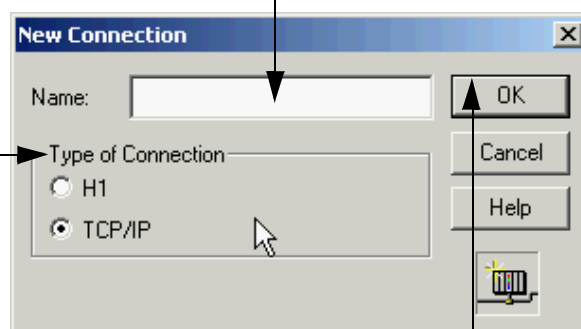 New Connection
Name:
OK
Type of Connection
Cancel
H1
Help
TCP/IP